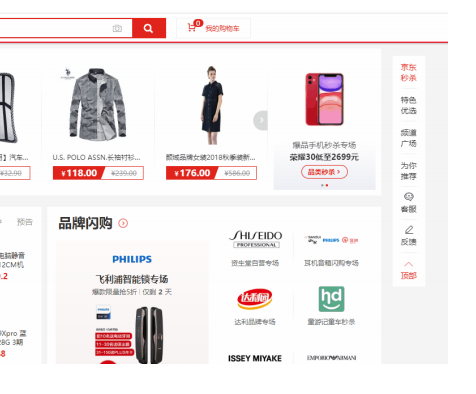 0
我的购物车
京东
秒杀
特色
优选
频道
广场
为你
推荐
客服
反馈
顶部
】汽车...
U.S. POLO ASSN.长袖衬衫...
颜域品牌女装2018秋季装新...
爆品手机秒杀专场
荣耀30低至2699元
品类秒杀 >
¥32.90
¥118.00
¥239.00
¥176.00
¥586.00
预告
品牌闪购
PHILIPS
飞利浦智能锁专场
爆款限量抢5折 | 仅剩 2 天
SHISEIDO
PROFESSIONAL
资生堂自营专场
PHILIPS
耳机音箱闪购专场
达利园
达利品牌专场
hd
童游记童车秒杀
ISSEY MIYAKE
EMPORIO ARMANI
电脑静音
.2
Xpro 蓝
28G 3期
8